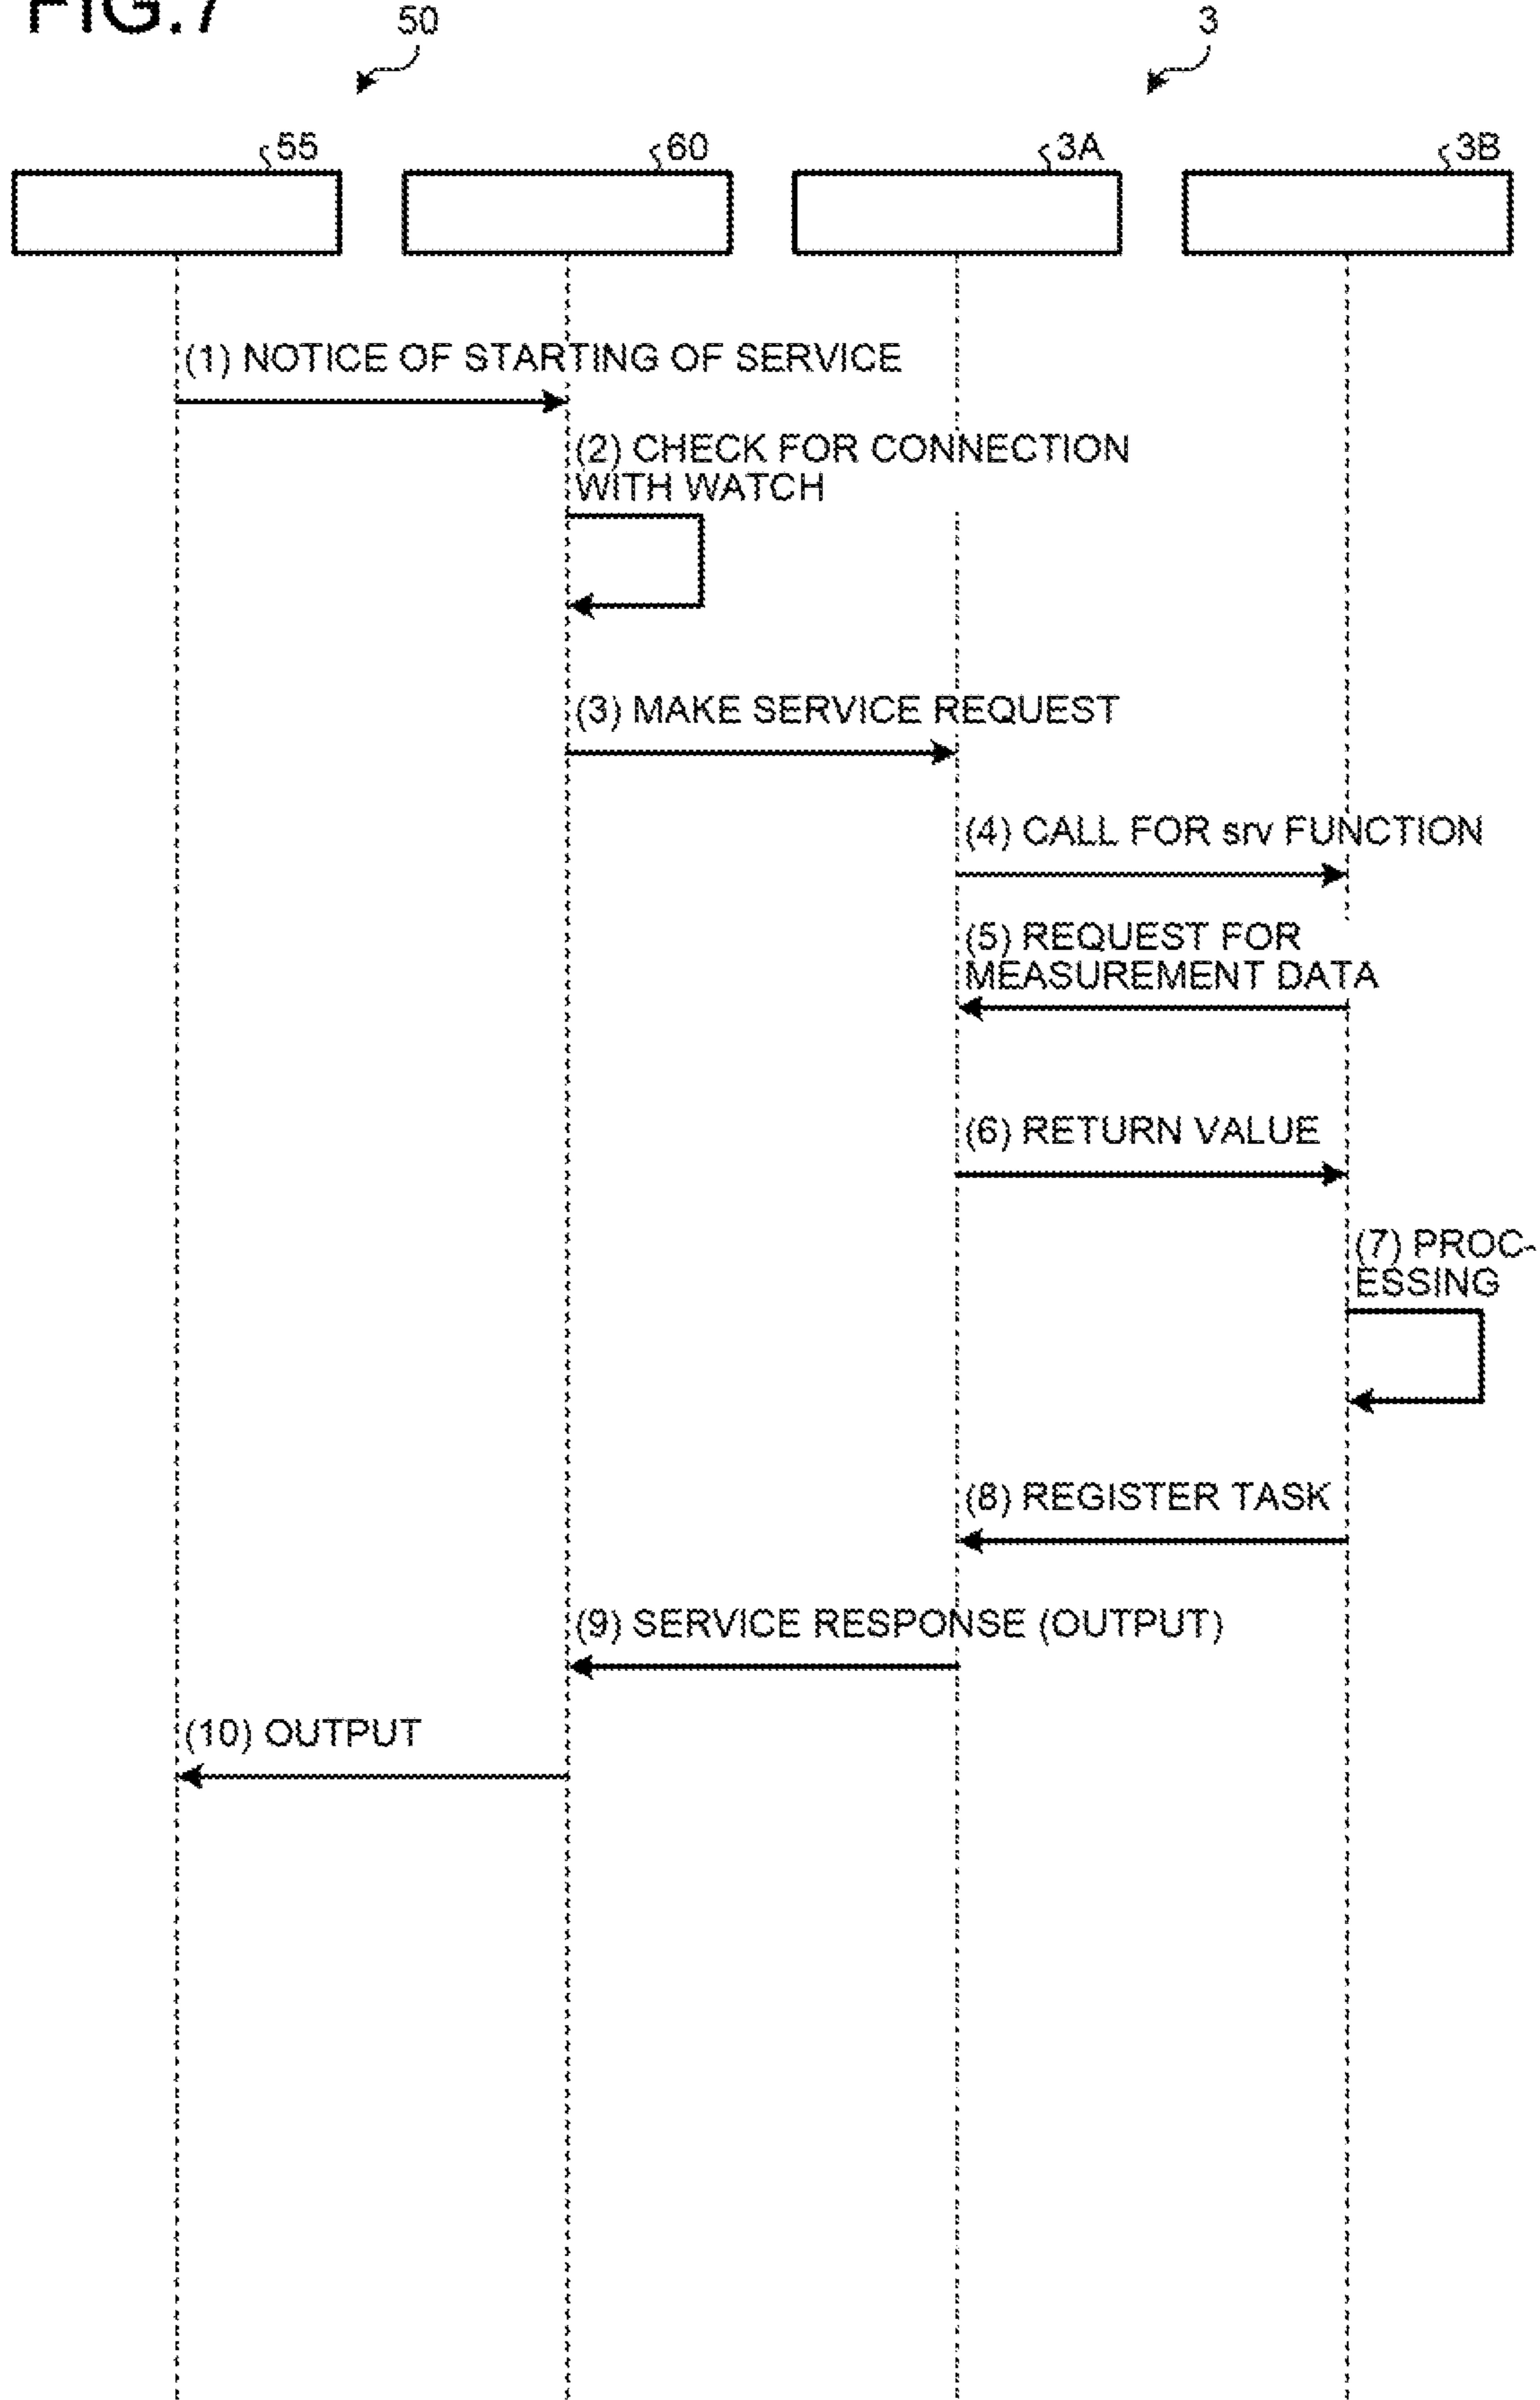 FIG.7
50
3
55
60
3A
3B
(1) NOTICE OF STARTING OF SERVICE
(2) CHECK FOR CONNECTION
WITH WATCH
(3) MAKE SERVICE REQUEST
(4) CALL FOR srv FUNCTION
(5) REQUEST FOR
MEASUREMENT DATA
(6) RETURN VALUE
(7) PROC-
ESSING
(8) REGISTER TASK
(9) SERVICE RESPONSE (OUTPUT)
(10) OUTPUT